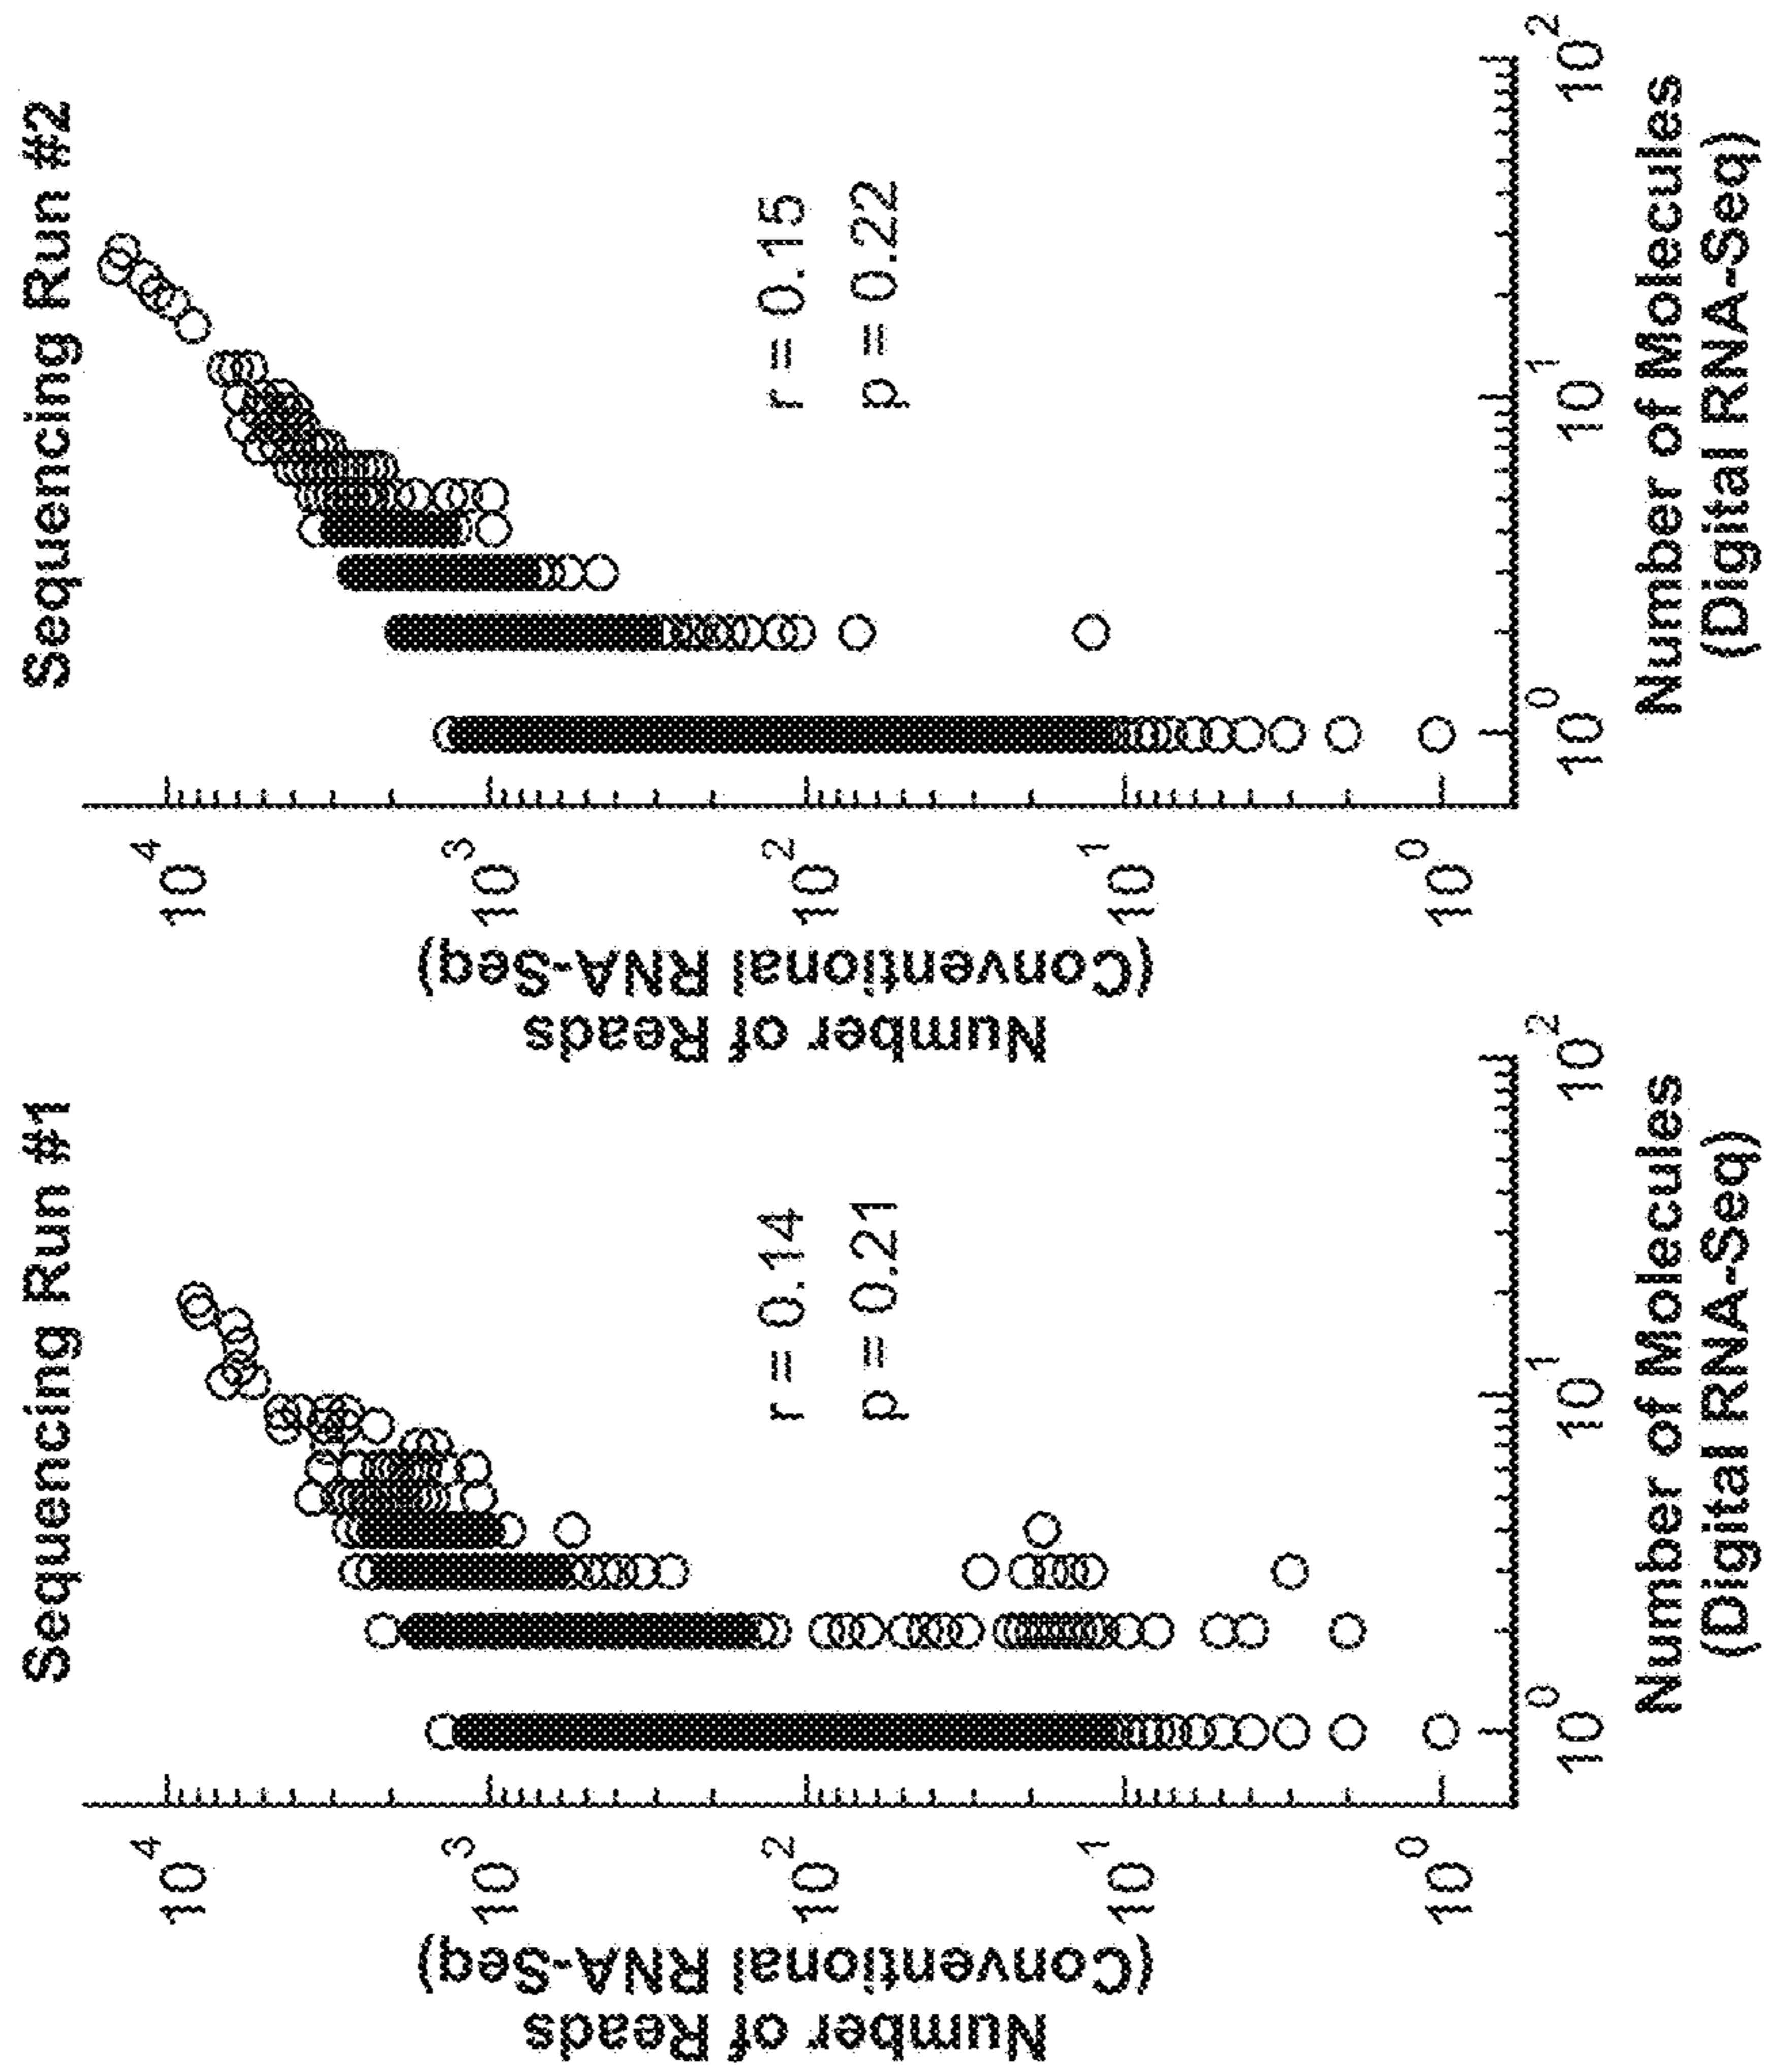 Sequencing Run #1
Number of Reads
(Conventional RNA-Seq)
10^4
10^3
10^2
10^1
10^0
r = 0.14
p = 0.21
10^0
10^1
10^2
Number of Molecules
(Digital RNA-Seq)
Sequencing Run #2
Number of Reads
(Conventional RNA-Seq)
10^4
10^3
10^2
10^1
10^0
r = 0.15
p = 0.22
10^0
10^1
10^2
Number of Molecules
(Digital RNA-Seq)